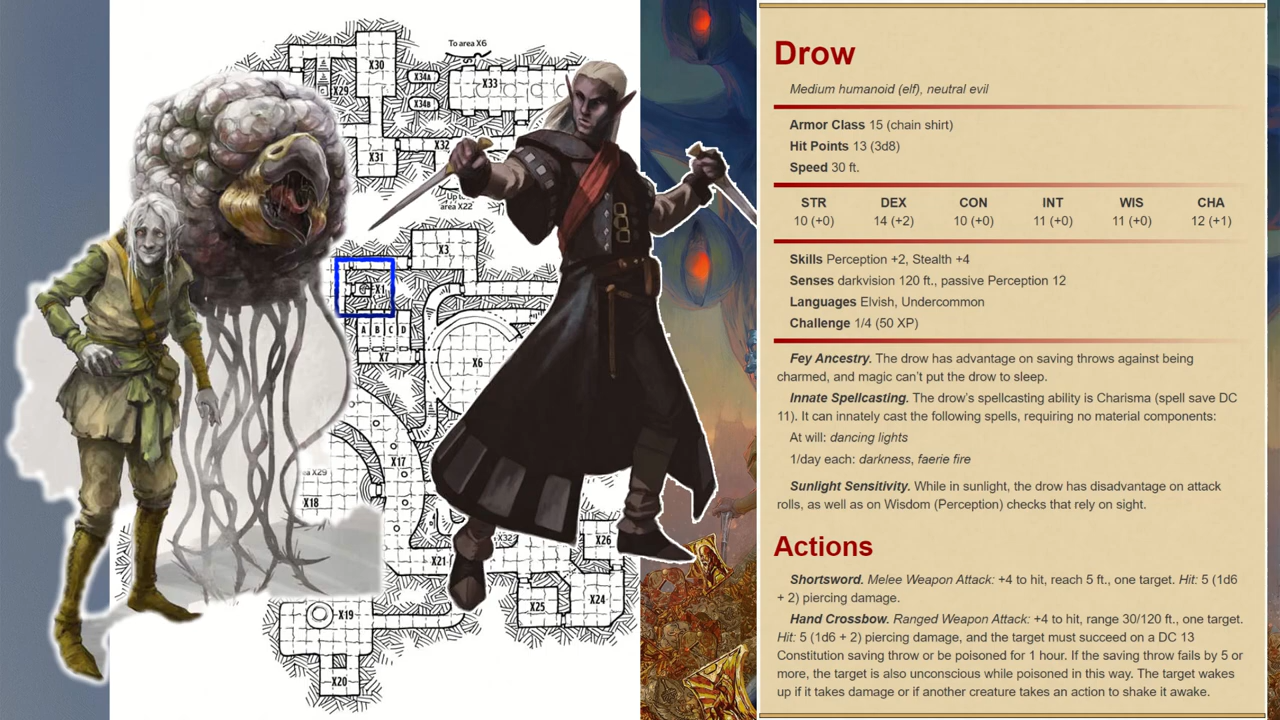 To area X6
X30
X34A
X29
X33
X34B
X32
X31
area X22
X3
X1
A B C D
X7
X6
X17
X18
X32
X26
X21
X24
X25
X19
X20
Drow
Medium humanoid (elf), neutral evil
Armor Class 15 (chain shirt)
Hit Points 13 (3d8)
Speed 30 ft.
STR DEX CON INT WIS CHA
10 (+0) 14 (+2) 10 (+0) 11 (+0) 11 (+0) 12 (+1)
Skills Perception +2, Stealth +4
Senses darkvision 120 ft., passive Perception 12
Languages Elvish, Undercommon
Challenge 1/4 (50 XP)
Fey Ancestry. The drow has advantage on saving throws against being
charmed, and magic can't put the drow to sleep.
Innate Spellcasting. The drow's spellcasting ability is Charisma (spell save DC
11). It can innately cast the following spells, requiring no material components:
At will: dancing lights
1/day each: darkness, faerie fire
Sunlight Sensitivity. While in sunlight, the drow has disadvantage on attack
rolls, as well as on Wisdom (Perception) checks that rely on sight.
Actions
Shortsword. Melee Weapon Attack: +4 to hit, reach 5 ft., one target. Hit: 5 (1d6
+ 2) piercing damage.
Hand Crossbow. Ranged Weapon Attack: +4 to hit, range 30/120 ft., one target.
Hit: 5 (1d6 + 2) piercing damage, and the target must succeed on a DC 13
Constitution saving throw or be poisoned for 1 hour. If the saving throw fails by 5 or
more, the target is also unconscious while poisoned in this way. The target wakes
up if it takes damage or if another creature takes an action to shake it awake.